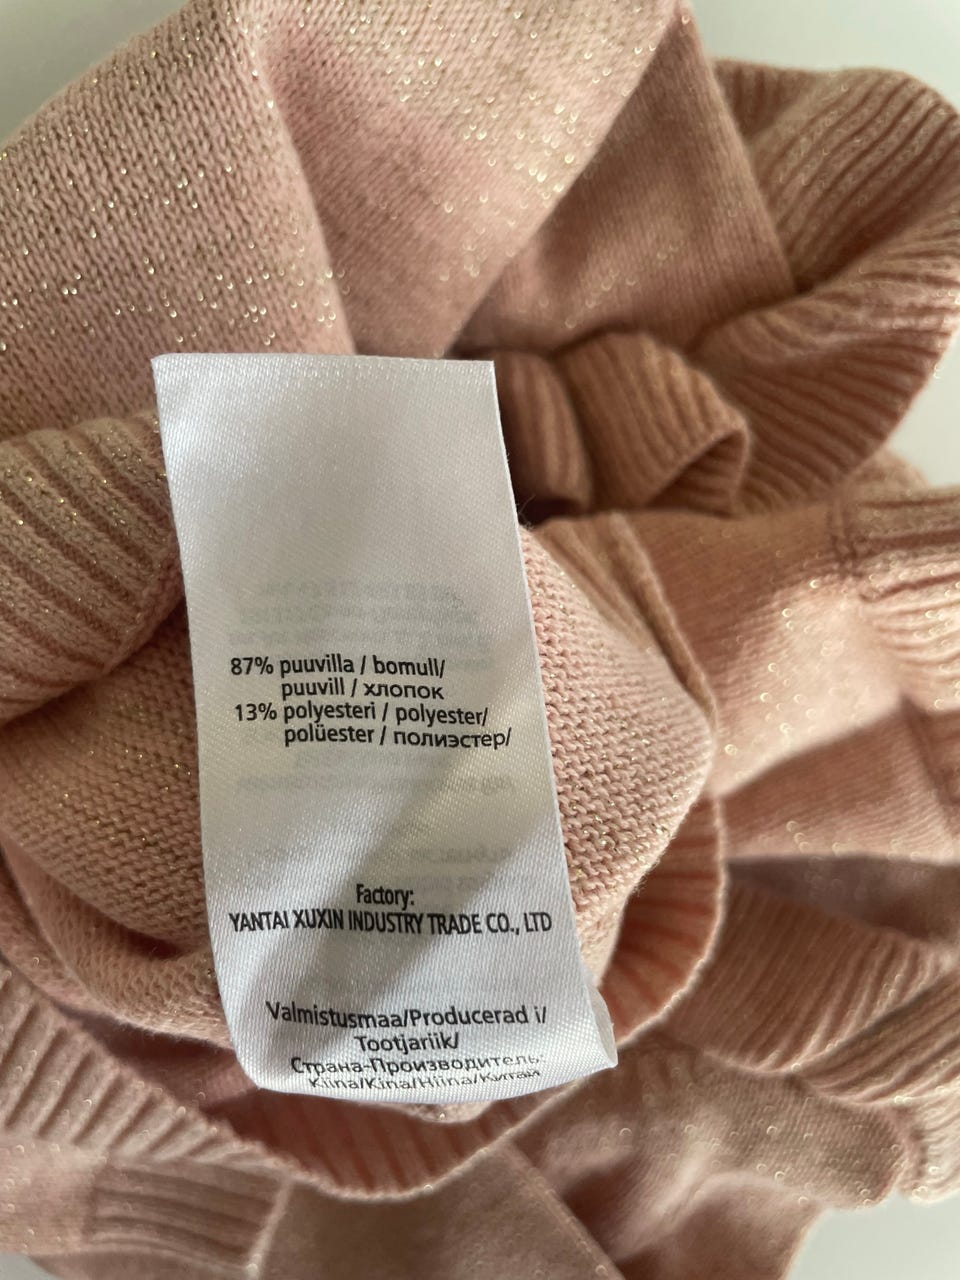 87% puuvilla / bomull/
puuvill / хлопок
13% polyesteri / polyester/
polüester / полиэстер/
Factory:
YANTAI XUXIN INDUSTRY TRADE CO., LTD
Valmistusmaa/Producerad i/
Tootjariik/
Страна-Производитель:
Kiina/Kina/Hiina/Китай